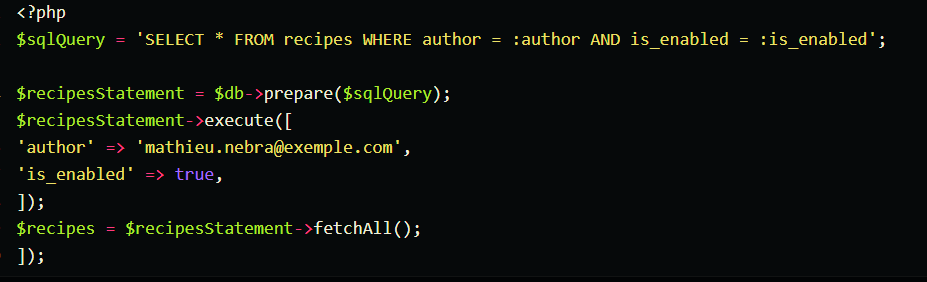 <?php
$sqlQuery = 'SELECT * FROM recipes WHERE author = :author AND is_enabled = :is_enabled';
$recipesStatement = $db->prepare($sqlQuery);
$recipesStatement->execute([
'author' => 'mathieu.nebra@exemple.com',
'is_enabled' => true,
]);
$recipes = $recipesStatement->fetchAll();
]);